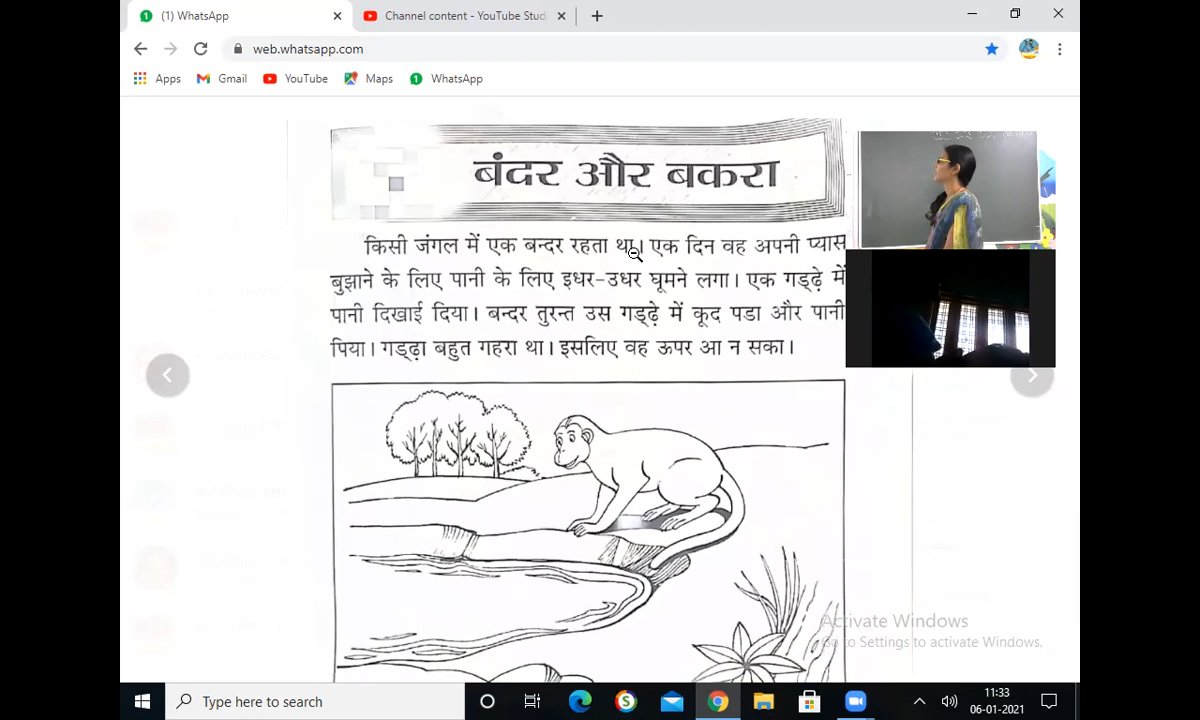 (1) WhatsApp
Channel content - YouTube Stud
web.whatsapp.com
Apps
Gmail
YouTube
Maps
WhatsApp
बंदर और बकरा
किसी जंगल में एक बन्दर रहता था। एक दिन वह अपनी प्यास
बुझाने के लिए पानी के लिए इधर-उधर घूमने लगा। एक गड्ढ़े में
पानी दिखाई दिया। बन्दर तुरन्त उस गड्ढ़े में कूद पडा और पानी
पिया। गड्ढ़ा बहुत गहरा था। इसलिए वह ऊपर आ न सका।
Activate Windows
Go to Settings to activate Windows.
Type here to search
11:33
06-01-2021